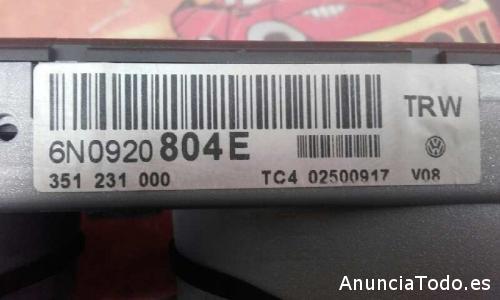 TRW
6N0920 804E
351 231 000 TC4 02500917 V08
AnunciaTodo.es